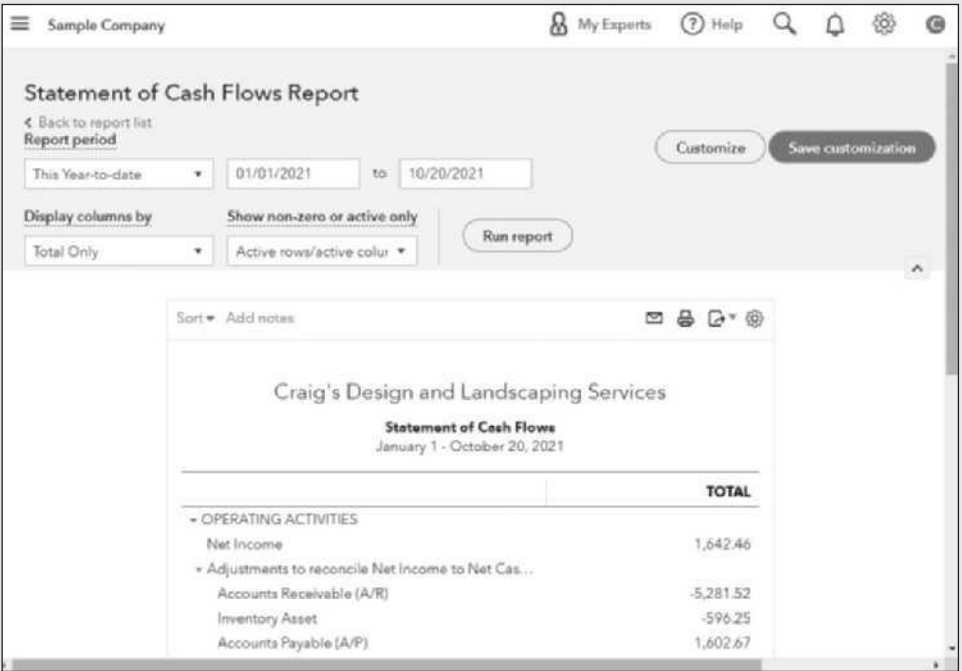 Sample Company My Experts Help
Statement of Cash Flows Report
Back to report list
Report period
This Year-to-date 01/01/2021 to 10/20/2021
Customize Save customization
Display columns by Show non-zero or active only
Total Only Active rows/active colur Run report
Sort Add notes
Craig's Design and Landscaping Services
Statement of Cash Flows
January 1 - October 20, 2021
TOTAL
OPERATING ACTIVITIES
Net Income 1,642.46
Adjustments to reconcile Net Income to Net Cas...
Accounts Receivable (A/R) -5,281.52
Inventory Asset -596.25
Accounts Payable (A/P) 1,602.67